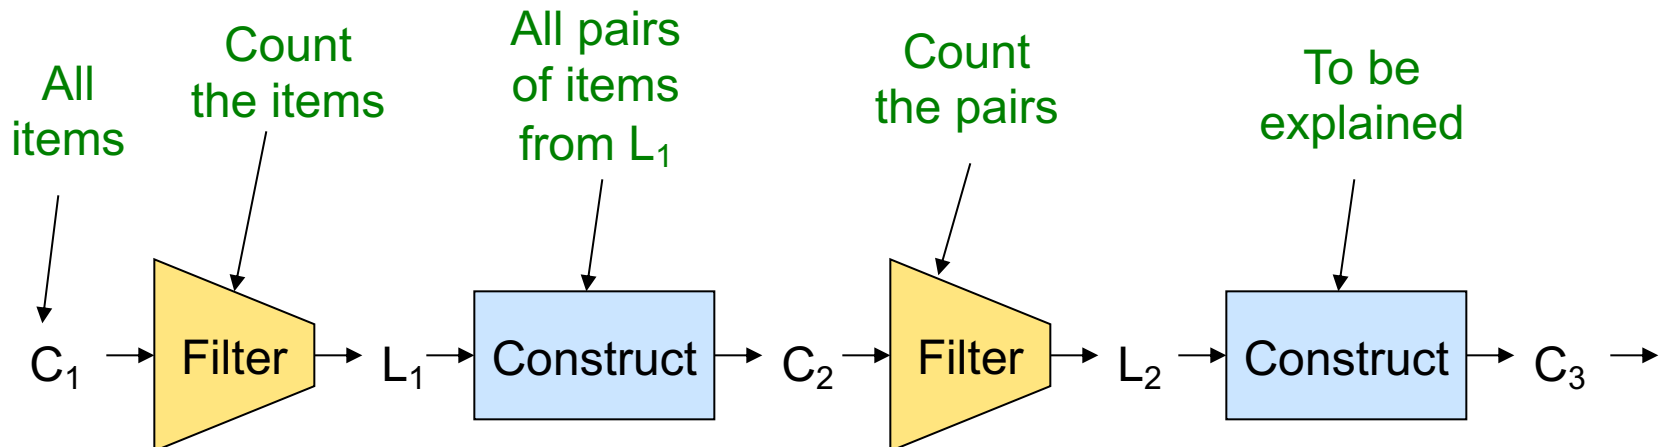 All
items
Count
the items
All pairs
of items
from L₁
Count
the pairs
To be
explained
C₁
Filter
L₁
Construct
C₂
Filter
L₂
Construct
C₃